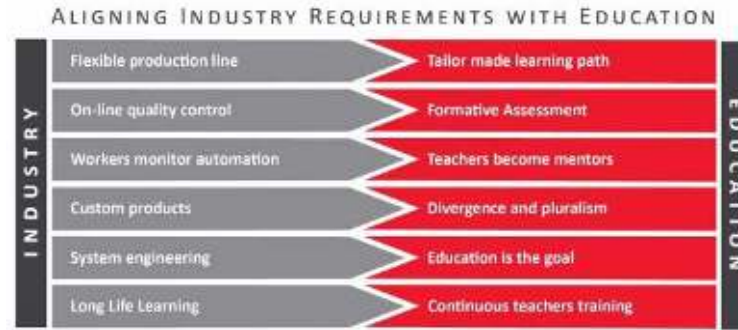 ALIGNING INDUSTRY REQUIREMENTS WITH EDUCATION
INDUSTRY
Flexible production line
Tailor made learning path
On-line quality control
Formative Assessment
Workers monitor automation
Teachers become mentors
Custom products
Divergence and pluralism
System engineering
Education is the goal
Long Life Learning
Continuous teachers training
EDUCATION